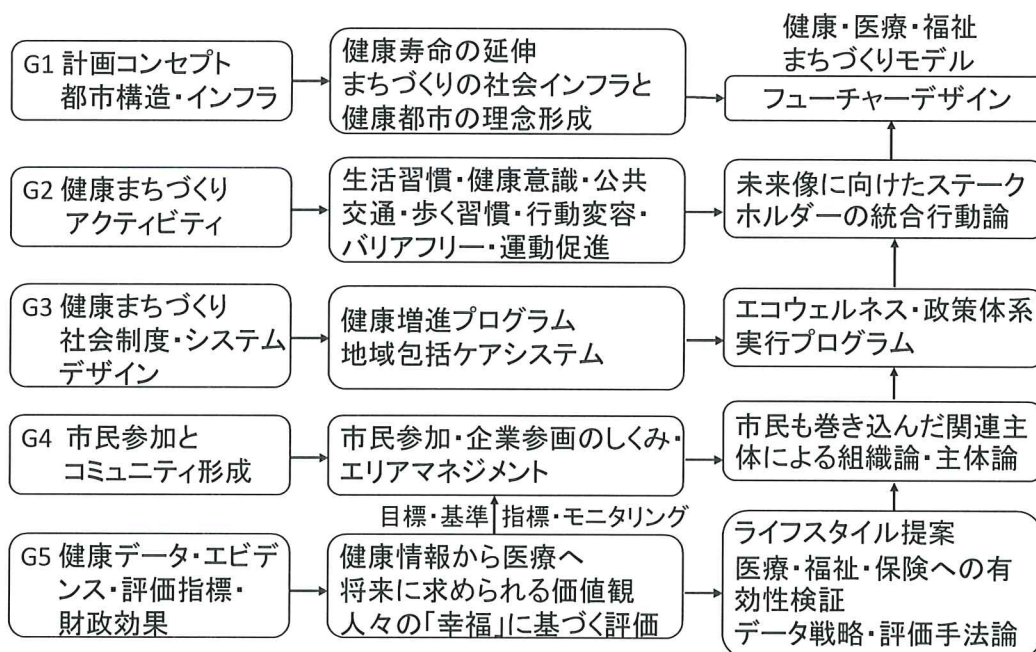 G1 計画コンセプト
都市構造・インフラ
健康寿命の延伸
まちづくりの社会インフラと
健康都市の理念形成
健康・医療・福祉
まちづくりモデル
フューチャーデザイン
G2 健康まちづくり
アクティビティ
生活習慣・健康意識・公共
交通・歩く習慣・行動変容・
バリアフリー・運動促進
未来像に向けたステーク
ホルダーの統合行動論
G3 健康まちづくり
社会制度・システム
デザイン
健康増進プログラム
地域包括ケアシステム
エコウェルネス・政策体系
実行プログラム
G4 市民参加と
コミュニティ形成
市民参加・企業参画のしくみ・
エリアマネジメント
市民も巻き込んだ関連主
体による組織論・主体論
目標・基準
指標・モニタリング
G5 健康データ・エビデ
ンス・評価指標・
財政効果
健康情報から医療へ
将来に求められる価値観
人々の「幸福」に基づく評価
ライフスタイル提案
医療・福祉・保険への有
効性検証
データ戦略・評価手法論